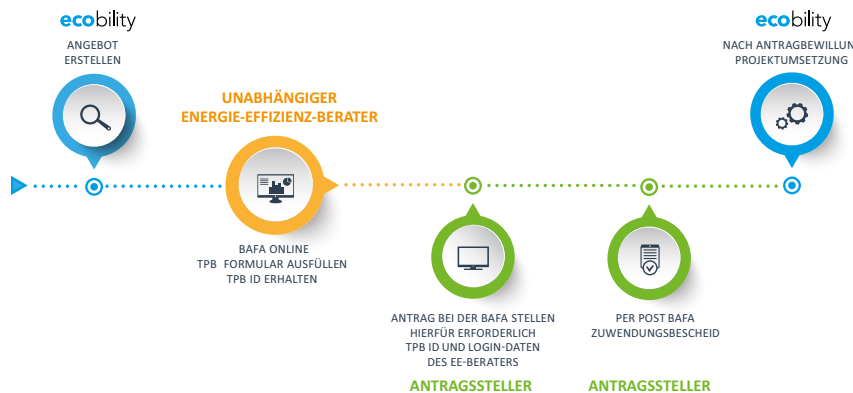 ecobility
ANGEBOT
ERSTELLEN
UNABHÄNGIGER
ENERGIE-EFFIZIENZ-BERATER
BAFA ONLINE
TPB FORMULAR AUSFÜLLEN
TPB ID ERHALTEN
ANTRAG BEI DER BAFA STELLEN
HIERFÜR ERFORDERLICH
TPB ID UND LOGIN-DATEN
DES EE-BERATERS
ANTRAGSSTELLER
PER POST BAFA
ZUWENDUNGSBESCHEID
ANTRAGSSTELLER
ecobility
NACH ANTRAGBEWILLUN
PROJEKTUMSETZUNG